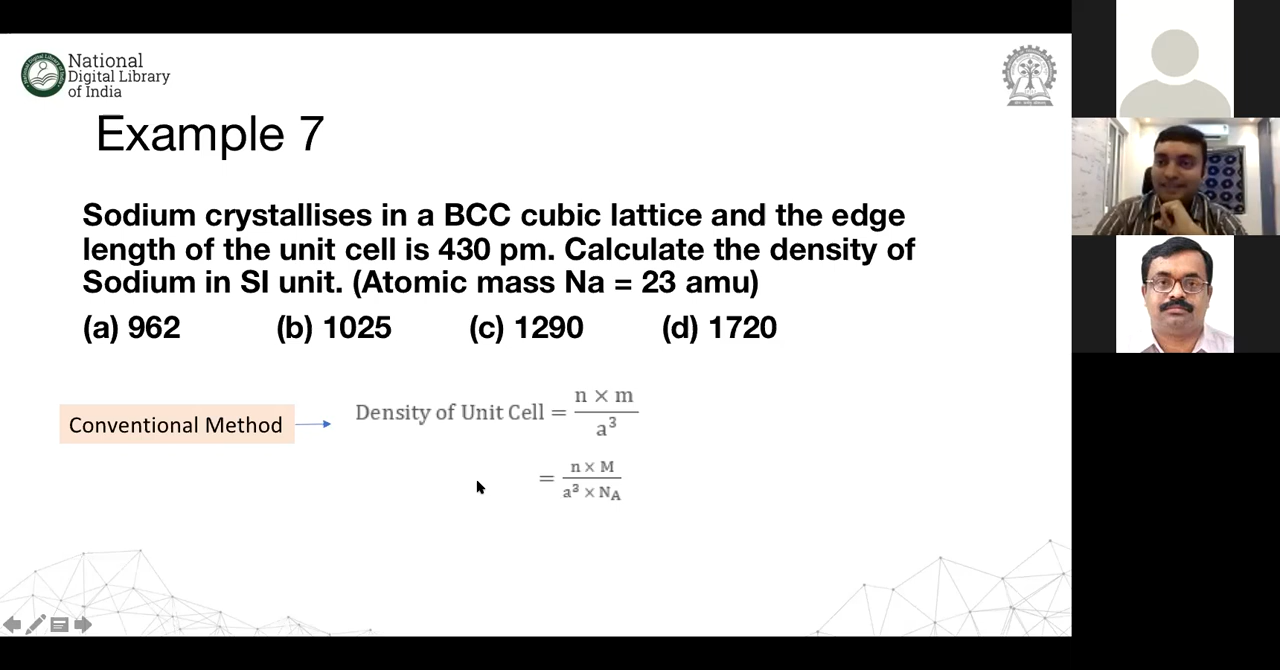 National
Digital Library
of India
Example 7
Sodium crystallises in a BCC cubic lattice and the edge
length of the unit cell is 430 pm. Calculate the density of
Sodium in SI unit. (Atomic mass Na = 23 amu)
(a) 962 (b) 1025 (c) 1290 (d) 1720
Conventional Method
Density of Unit Cell = n × m / a³
= n × M / a³ × N_A